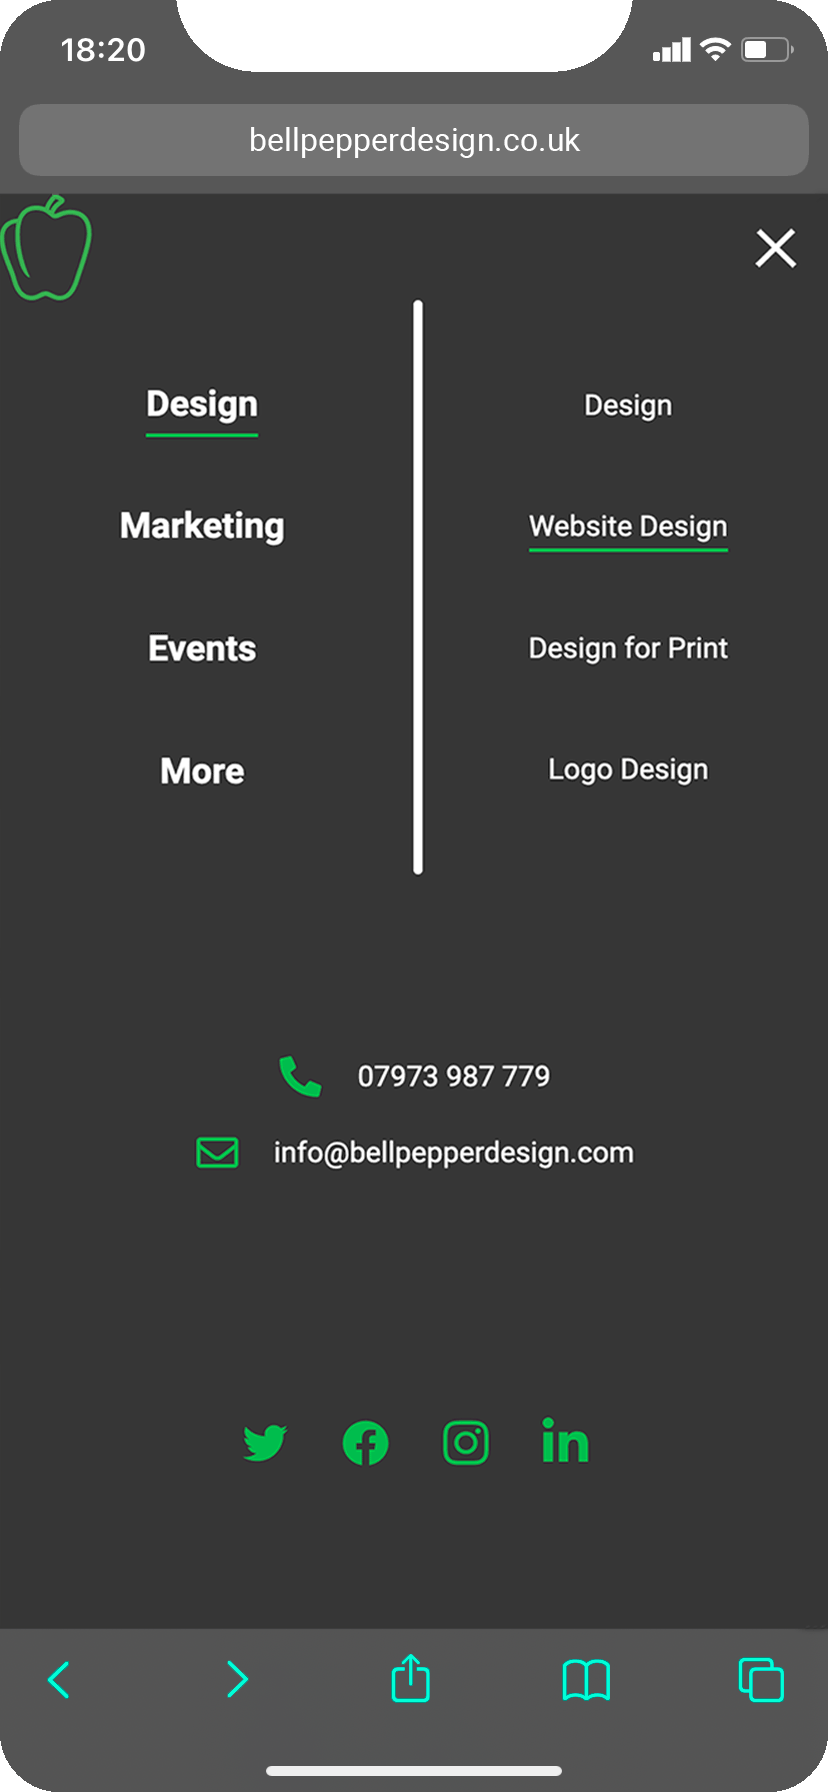 18:20
bellpepperdesign.co.uk
Design
Marketing
Events
More
Design
Website Design
Design for Print
Logo Design
07973 987 779
info@bellpepperdesign.com